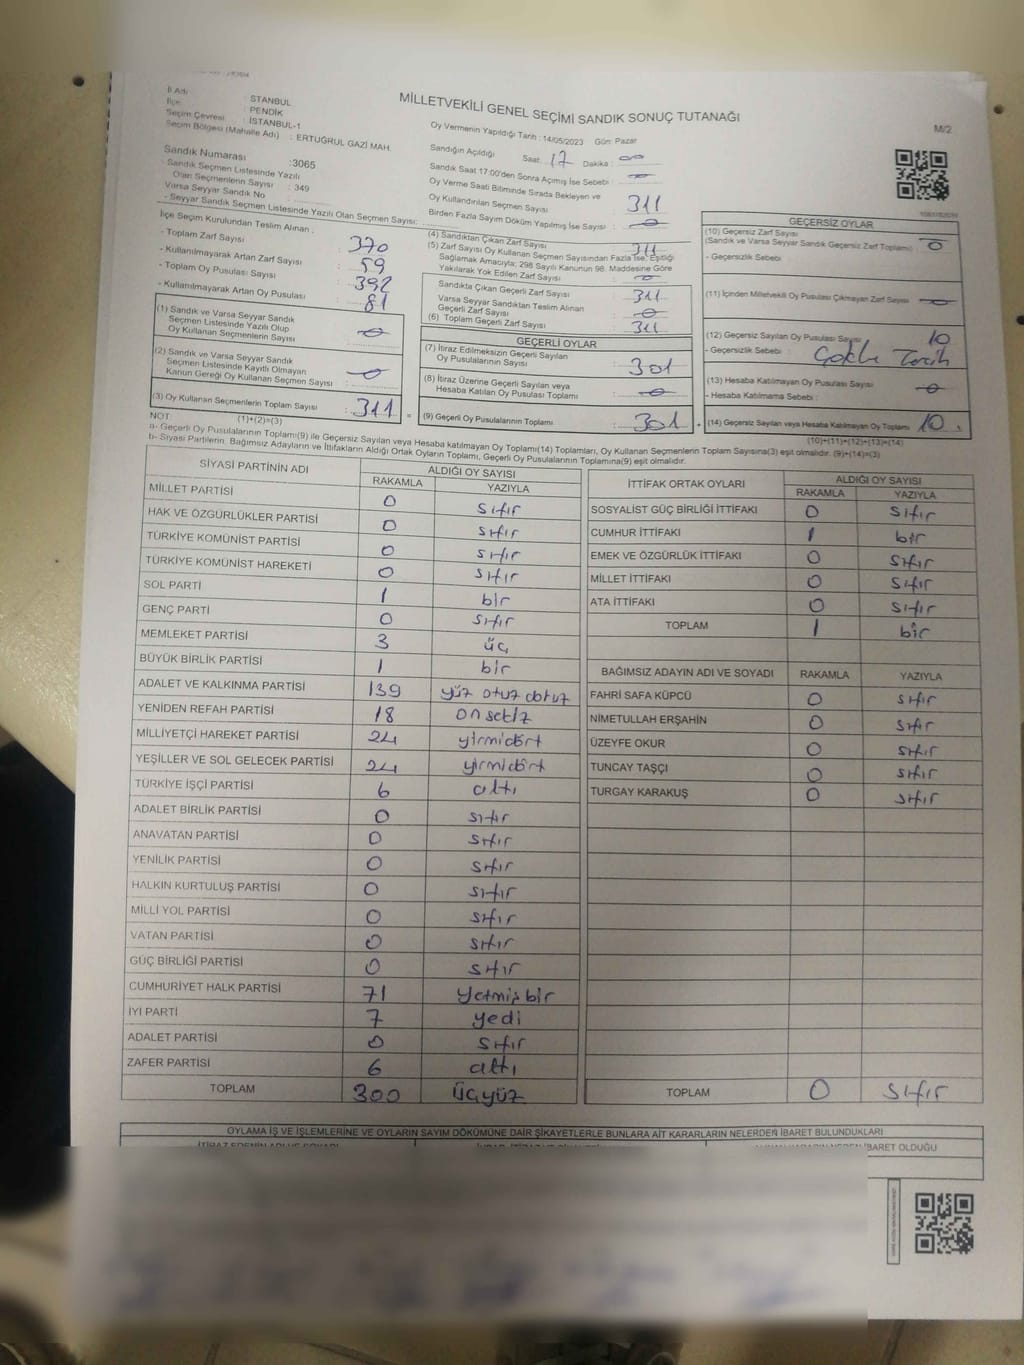 MİLLETVEKİLİ GENEL SEÇİMİ SANDIK SONUÇ TUTANAĞI
M/2
İl Adı : STANBUL
İlçe : PENDİK
Seçim Çevresi : İSTANBUL-1
Seçim Bölgesi (Mahalle Adı) : ERTUĞRUL GAZİ MAH.
Sandık Numarası :3065
- Sandık Seçmen Listesinde Yazılı
Olan Seçmenlerin Sayısı : 349
Varsa Seyyar Sandık No :
- Seyyar Sandık Seçmen Listesinde Yazılı Olan Seçmen Sayısı:
Oy Vermenin Yapıldığı Tarih : 14/05/2023 Gün: Pazar
Sandığın Açıldığı Saat: 17 Dakika : 00
Sandık Saat 17:00'den Sonra Açımış İse Sebebi :
Oy Verme Saati Bitiminde Sırada Bekleyen ve
Oy Kullandırılan Seçmen Sayısı : 311
Birden Fazla Sayım Döküm Yapılmış İse Sayısı : 0
İlçe Seçim Kurulundan Teslim Alınan ;
- Toplam Zarf Sayısı : 370
- Kullanılmayarak Artan Zarf Sayısı : 59
- Toplam Oy Pusulası Sayısı : 392
- Kullanılmayarak Artan Oy Pusulası : 81
(1) Sandık ve Varsa Seyyar Sandık
Seçmen Listesinde Yazılı Olup
Oy Kullanan Seçmenlerin Sayısı : 0
(2) Sandık ve Varsa Seyyar Sandık
Seçmen Listesinde Kayıtlı Olmayan
Kanun Gereği Oy Kullanan Seçmen Sayısı : 0
(3) Oy Kullanan Seçmenlerin Toplam Sayısı : 311
(4) Sandıktan Çıkan Zarf Sayısı : 311
(5) Zarf Sayısı Oy Kullanan Seçmen Sayısından Fazla İse; Eşitliği
Sağlamak Amacıyla; 298 Sayılı Kanunun 98. Maddesine Göre
Yakılarak Yok Edilen Zarf Sayısı : 0
Sandıkta Çıkan Geçerli Zarf Sayısı : 311
Varsa Seyyar Sandıktan Teslim Alınan
Geçerli Zarf Sayısı : 0
(6) Toplam Geçerli Zarf Sayısı : 311
GEÇERLİ OYLAR
(7) İtiraz Edilmeksizin Geçerli Sayılan
Oy Pusulalarının Sayısı : 301
(8) İtiraz Üzerine Geçerli Sayılan veya
Hesaba Katılan Oy Pusulası Toplamı : 0
(9) Geçerli Oy Pusulalarının Toplamı : 301
GEÇERSİZ OYLAR
(10) Geçersiz Zarf Sayısı
(Sandık ve Varsa Seyyar Sandık Geçersiz Zarf Toplamı) : 0
- Geçersizlik Sebebi :
(11) İçinden Milletvekili Oy Pusulası Çıkmayan Zarf Sayısı : 0
(12) Geçersiz Sayılan Oy Pusulası Sayısı : 10
- Geçersizlik Sebebi :
(13) Hesaba Katılmayan Oy Pusulası Sayısı : 0
- Hesaba Katılmama Sebebi :
(14) Geçersiz Sayılan veya Hesaba Katılmayan Oy Toplamı : 10
NOT: (1)+(2)=(3)
(10)+(11)+(12)+(13)=(14)
a- Geçerli Oy Pusulalarının Toplamı(9) ile Geçersiz Sayılan veya Hesaba katılmayan Oy Toplamı(14) Toplamları, Oy Kullanan Seçmenlerin Toplam Sayısına(3) eşit olmalıdır. (9)+(14)=(3)
b- Siyasi Partilerin, Bağımsız Adayların ve İttifakların Aldığı Ortak Oyların Toplamı, Geçerli Oy Pusulalarının Toplamına(9) eşit olmalıdır.
SİYASİ PARTİNİN ADI ALDIĞI OY SAYISI
RAKAMLA YAZIYLA
MİLLET PARTİSİ 0 sıfır
HAK VE ÖZGÜRLÜKLER PARTİSİ 0 sıfır
TÜRKİYE KOMÜNİST PARTİSİ 0 sıfır
TÜRKİYE KOMÜNİST HAREKETİ 0 sıfır
SOL PARTİ 1 bir
GENÇ PARTİ 0 sıfır
MEMLEKET PARTİSİ 3 üç
BÜYÜK BİRLİK PARTİSİ 1 bir
ADALET VE KALKINMA PARTİSİ 139 yüz otuz dokuz
YENİDEN REFAH PARTİSİ 18 on sekiz
MİLLİYETÇİ HAREKET PARTİSİ 24 yirmidört
YEŞİLLER VE SOL GELECEK PARTİSİ 24 yirmidört
TÜRKİYE İŞÇİ PARTİSİ 6 altı
ADALET BİRLİK PARTİSİ 0 sıfır
ANAVATAN PARTİSİ 0 sıfır
YENİLİK PARTİSİ 0 sıfır
HALKIN KURTULUŞ PARTİSİ 0 sıfır
MİLLİ YOL PARTİSİ 0 sıfır
VATAN PARTİSİ 0 sıfır
GÜÇ BİRLİĞİ PARTİSİ 0 sıfır
CUMHURİYET HALK PARTİSİ 71 yetmiş bir
İYİ PARTİ 7 yedi
ADALET PARTİSİ 0 sıfır
ZAFER PARTİSİ 6 altı
TOPLAM 300 üçyüz
İTTİFAK ORTAK OYLARI ALDIĞI OY SAYISI
RAKAMLA YAZIYLA
SOSYALİST GÜÇ BİRLİĞİ İTTİFAKI 0 sıfır
CUMHUR İTTİFAKI 1 bir
EMEK VE ÖZGÜRLÜK İTTİFAKI 0 sıfır
MİLLET İTTİFAKI 0 sıfır
ATA İTTİFAKI 0 sıfır
TOPLAM 1 bir
BAĞIMSIZ ADAYIN ADI VE SOYADI RAKAMLA YAZIYLA
FAHRİ SAFA KÜPCÜ 0 sıfır
NİMETULLAH ERŞAHİN 0 sıfır
ÜZEYFE OKUR 0 sıfır
TUNCAY TAŞÇI 0 sıfır
TURGAY KARAKUŞ 0 sıfır
TOPLAM 0 sıfır
OYLAMA İŞ VE İŞLEMLERİNE VE OYLARIN SAYIM DÖKÜMÜNE DAİR ŞİKAYETLERLE BUNLARA AİT KARARLARIN NELERDEN İBARET BULUNDUKLARI
İBARET OLDUĞU